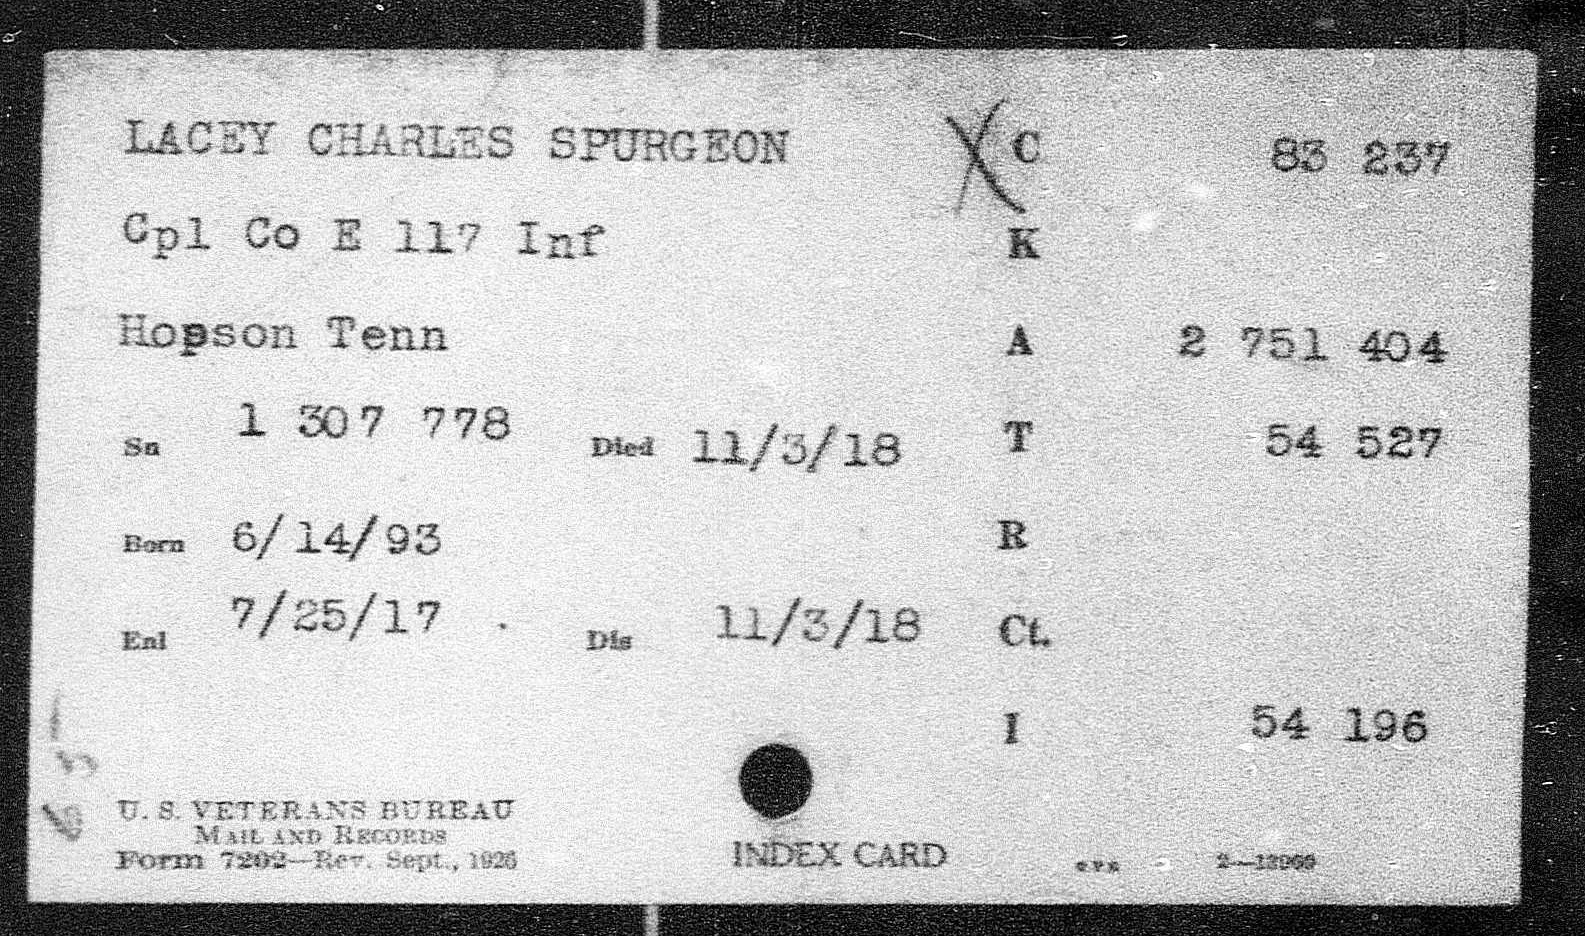 LACEY CHARLES SPURGEON C 83 237
Cpl Co E 117 Inf K
Hopson Tenn A 2 751 404
Sn 1 307 778 Died 11/3/18 T 54 527
Born 6/14/93 R
Enl 7/25/17 . Dis 11/3/18 Ct.
I 54 196
U. S. VETERANS BUREAU
MAIL AND RECORDS
Form 7202—Rev. Sept., 1926 INDEX CARD GPO